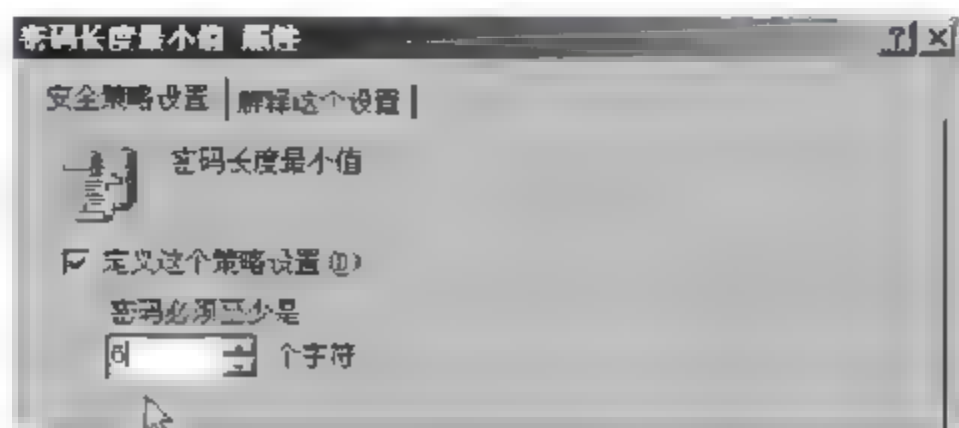 密码长度最小值 属性
安全策略设置 解释这个设置
密码长度最小值
定义这个策略设置(D)
密码必须至少是
6 个字符